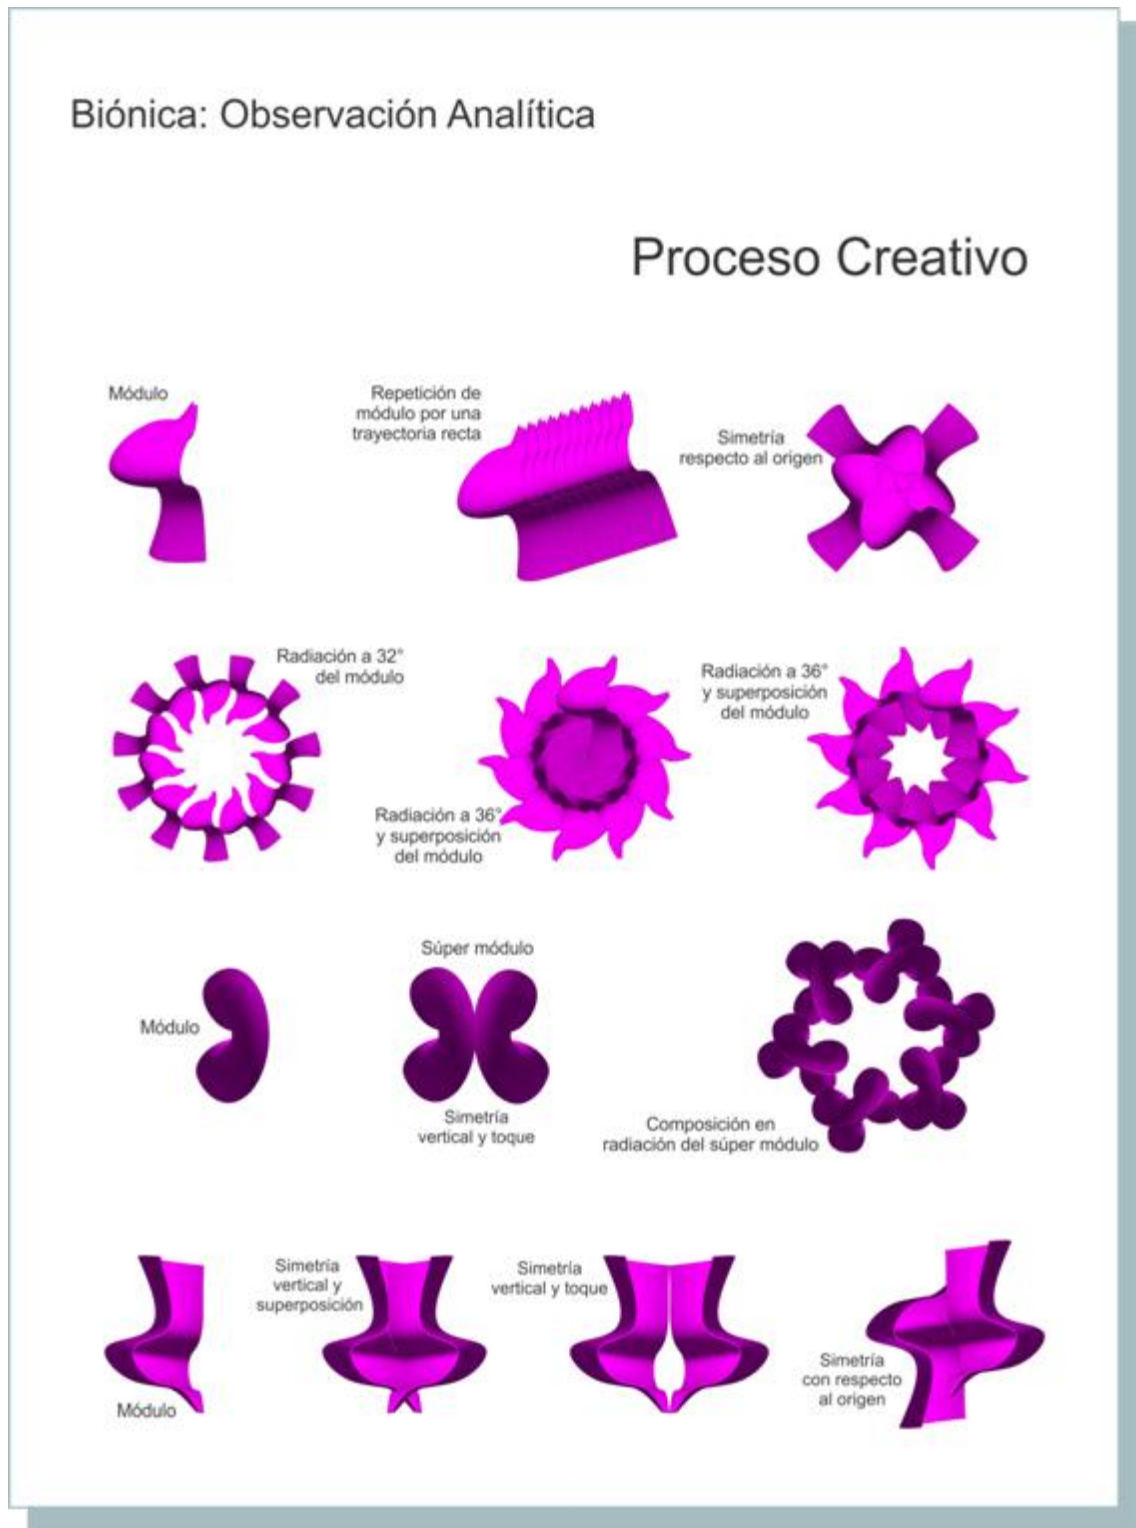 Biónica: Observación Analítica
Proceso Creativo
Módulo
Repetición de
módulo por una
trayectoria recta
Simetría
respecto al origen
Radiación a 32°
del módulo
Radiación a 36°
y superposición
del módulo
Radiación a 36°
y superposición
del módulo
Módulo
Súper módulo
Simetría
vertical y toque
Composición en
radiación del súper módulo
Módulo
Simetría
vertical y
superposición
Simetría
vertical y toque
Simetría
con respecto
al origen